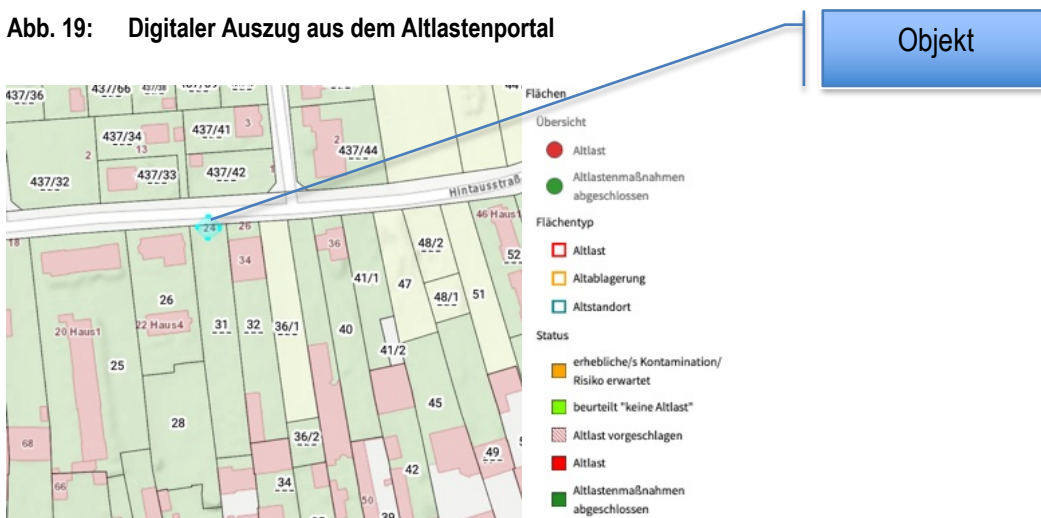 Abb. 19: Digitaler Auszug aus dem Altlastenportal
Objekt
437/36
437/66
437/38
437/34
13
437/41
3
2
2
437/44
437/32
437/33
437/42
Hintausstraß
18
24
26
34
36
48/2
46 Haus1
52
41/1
47
48/1
51
26
20 Haus1
22 Haus4
31
32
36/1
40
41/2
25
28
45
68
36/2
49
66
34
42
50
39
Flächen
Übersicht
Altlast
Altlastenmaßnahmen
abgeschlossen
Flächentyp
Altlast
Altablagerung
Altstandort
Status
erhebliche/s Kontamination/
Risiko erwartet
beurteilt "keine Altlast"
Altlast vorgeschlagen
Altlast
Altlastenmaßnahmen
abgeschlossen